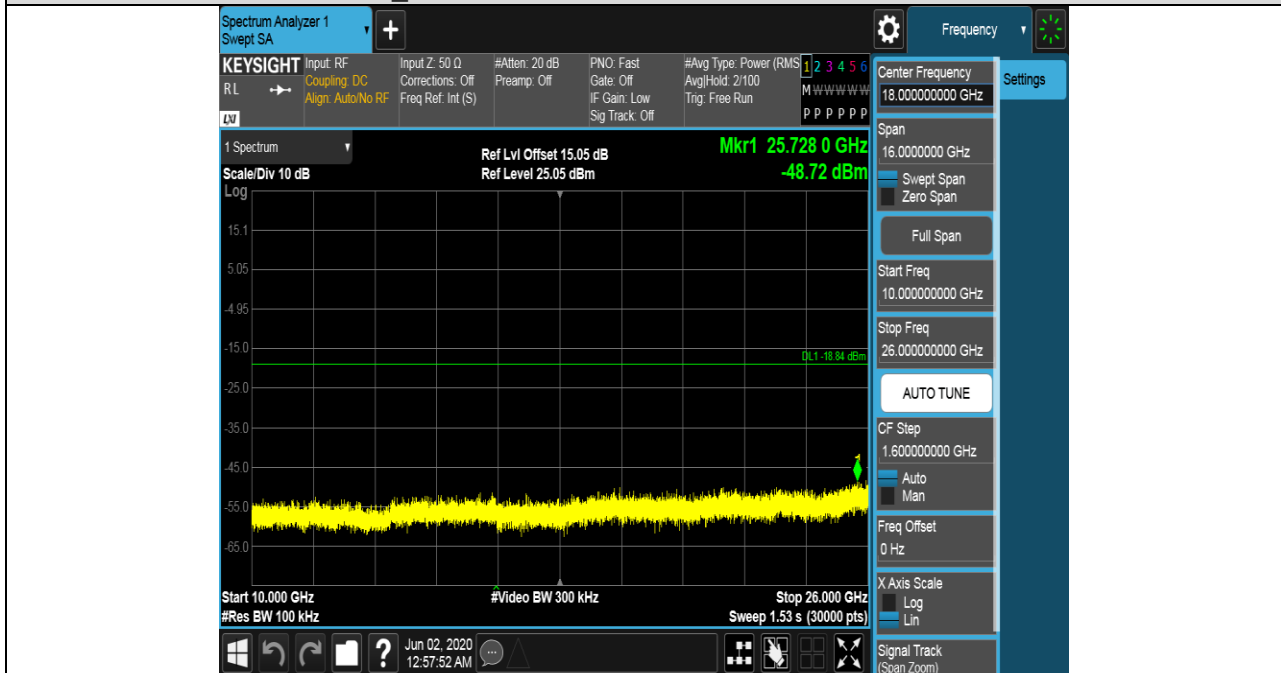 Spectrum Analyzer 1
Swept SA
+
Frequency
KEYSIGHT
RL
LXI
Input: RF
Coupling: DC
Align: Auto/No RF
Input Z: 50 Ω
Corrections: Off
Freq Ref: Int (S)
#Atten: 20 dB
Preamp: Off
PNO: Fast
Gate: Off
IF Gain: Low
Sig Track: Off
#Avg Type: Power (RMS
Avg|Hold: 2/100
Trig: Free Run
1 2 3 4 5 6
M W W W W W
P P P P P P
Center Frequency
18.000000000 GHz
Settings
1 Spectrum
Scale/Div 10 dB
Log
Ref Lvl Offset 15.05 dB
Ref Level 25.05 dBm
Mkr1 25.728 0 GHz
-48.72 dBm
15.1
5.05
-4.95
-15.0
-25.0
-35.0
-45.0
-55.0
-65.0
DL1 -18.84 dBm
1
Start 10.000 GHz
#Res BW 100 kHz
#Video BW 300 kHz
Stop 26.000 GHz
Sweep 1.53 s (30000 pts)
Span
16.0000000 GHz
Swept Span
Zero Span
Full Span
Start Freq
10.000000000 GHz
Stop Freq
26.000000000 GHz
AUTO TUNE
CF Step
1.600000000 GHz
Auto
Man
Freq Offset
0 Hz
X Axis Scale
Log
Lin
Signal Track
(Span Zoom)
?
Jun 02, 2020
12:57:52 AM